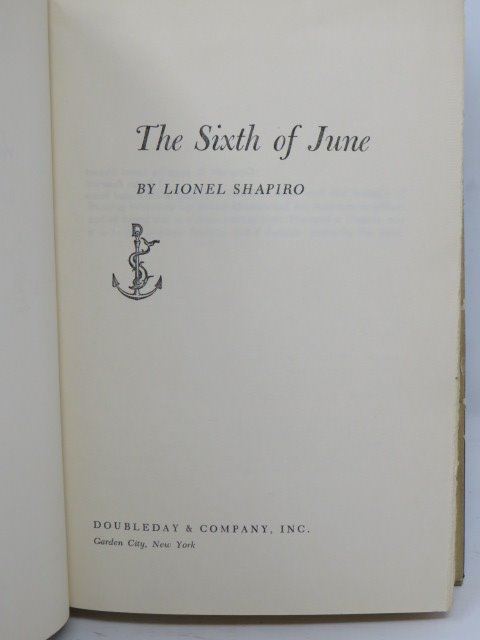 The Sixth of June
BY LIONEL SHAPIRO
D
DOUBLEDAY & COMPANY, INC.
Garden City, New York